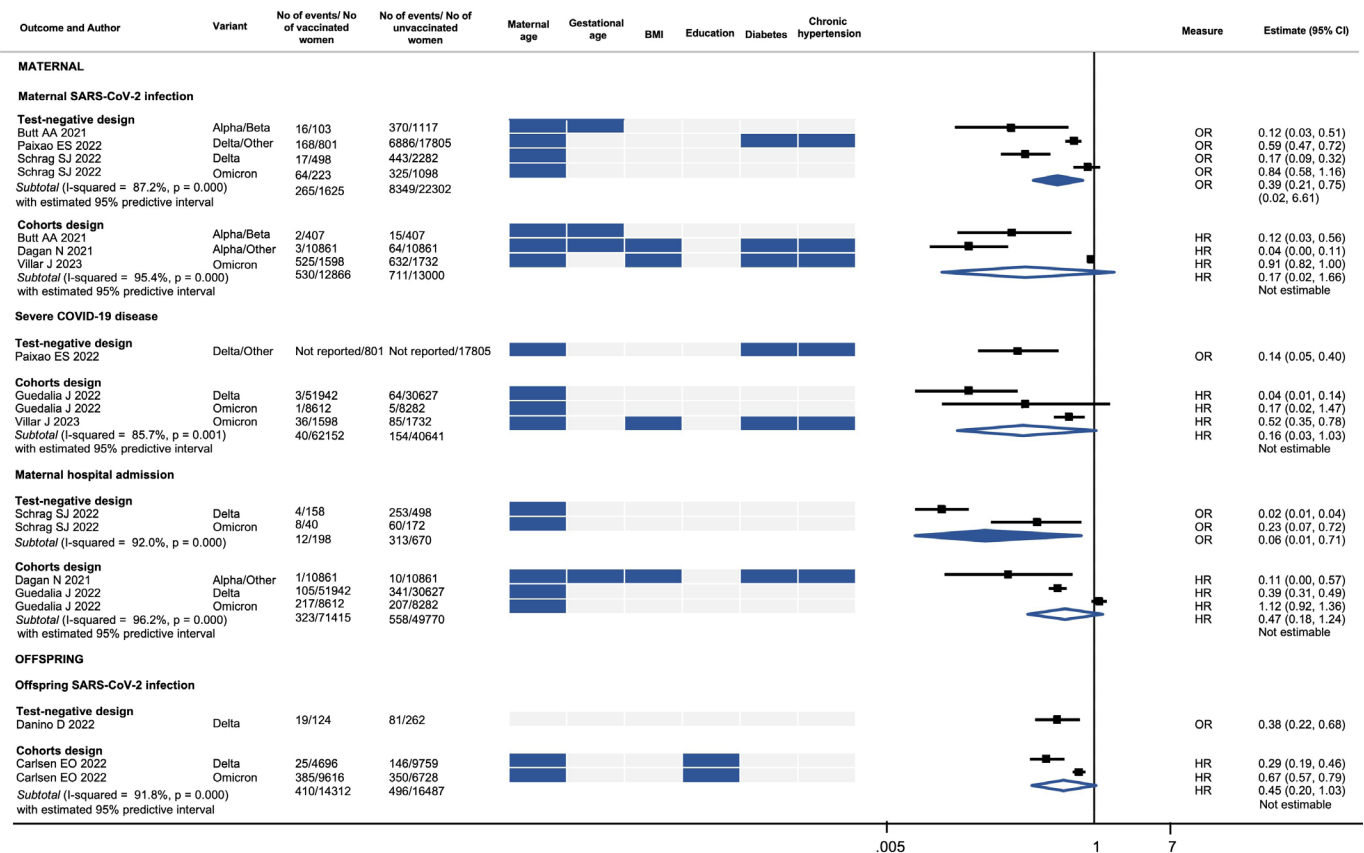 Outcome and Author Variant No of events/ No of vaccinated women No of events/ No of unvaccinated women Maternal age Gestational age BMI Education Diabetes Chronic hypertension Measure Estimate (95% CI)
MATERNAL
Maternal SARS-CoV-2 infection
Test-negative design
Butt AA 2021 Alpha/Beta 16/103 370/1117 OR 0.12 (0.03, 0.51)
Paixao ES 2022 Delta/Other 168/801 6886/17805 OR 0.59 (0.47, 0.72)
Schrag SJ 2022 Delta 17/498 443/2282 OR 0.17 (0.09, 0.32)
Schrag SJ 2022 Omicron 64/223 325/1098 OR 0.84 (0.58, 1.16)
Subtotal (I-squared = 87.2%, p = 0.000) 265/1625 8349/22302 OR 0.39 (0.21, 0.75)
with estimated 95% predictive interval (0.02, 6.61)
Cohorts design
Butt AA 2021 Alpha/Beta 2/407 15/407 HR 0.12 (0.03, 0.56)
Dagan N 2021 Alpha/Other 3/10861 64/10861 HR 0.04 (0.00, 0.11)
Villar J 2023 Omicron 525/1598 632/1732 HR 0.91 (0.82, 1.00)
Subtotal (I-squared = 95.4%, p = 0.000) 530/12866 711/13000 HR 0.17 (0.02, 1.66)
with estimated 95% predictive interval Not estimable
Severe COVID-19 disease
Test-negative design
Paixao ES 2022 Delta/Other Not reported/801 Not reported/17805 OR 0.14 (0.05, 0.40)
Cohorts design
Guedalia J 2022 Delta 3/51942 64/30627 HR 0.04 (0.01, 0.14)
Guedalia J 2022 Omicron 1/8612 5/8282 HR 0.17 (0.02, 1.47)
Villar J 2023 Omicron 36/1598 85/1732 HR 0.52 (0.35, 0.78)
Subtotal (I-squared = 85.7%, p = 0.001) 40/62152 154/40641 HR 0.16 (0.03, 1.03)
with estimated 95% predictive interval Not estimable
Maternal hospital admission
Test-negative design
Schrag SJ 2022 Delta 4/158 253/498 OR 0.02 (0.01, 0.04)
Schrag SJ 2022 Omicron 8/40 60/172 OR 0.23 (0.07, 0.72)
Subtotal (I-squared = 92.0%, p = 0.000) 12/198 313/670 OR 0.06 (0.01, 0.71)
Cohorts design
Dagan N 2021 Alpha/Other 1/10861 10/10861 HR 0.11 (0.00, 0.57)
Guedalia J 2022 Delta 105/51942 341/30627 HR 0.39 (0.31, 0.49)
Guedalia J 2022 Omicron 217/8612 207/8282 HR 1.12 (0.92, 1.36)
Subtotal (I-squared = 96.2%, p = 0.000) 323/71415 558/49770 HR 0.47 (0.18, 1.24)
with estimated 95% predictive interval Not estimable
OFFSPRING
Offspring SARS-CoV-2 infection
Test-negative design
Danino D 2022 Delta 19/124 81/262 OR 0.38 (0.22, 0.68)
Cohorts design
Carlsen EO 2022 Delta 25/4696 146/9759 HR 0.29 (0.19, 0.46)
Carlsen EO 2022 Omicron 385/9616 350/6728 HR 0.67 (0.57, 0.79)
Subtotal (I-squared = 91.8%, p = 0.000) 410/14312 496/16487 HR 0.45 (0.20, 1.03)
with estimated 95% predictive interval Not estimable
.005 1 7